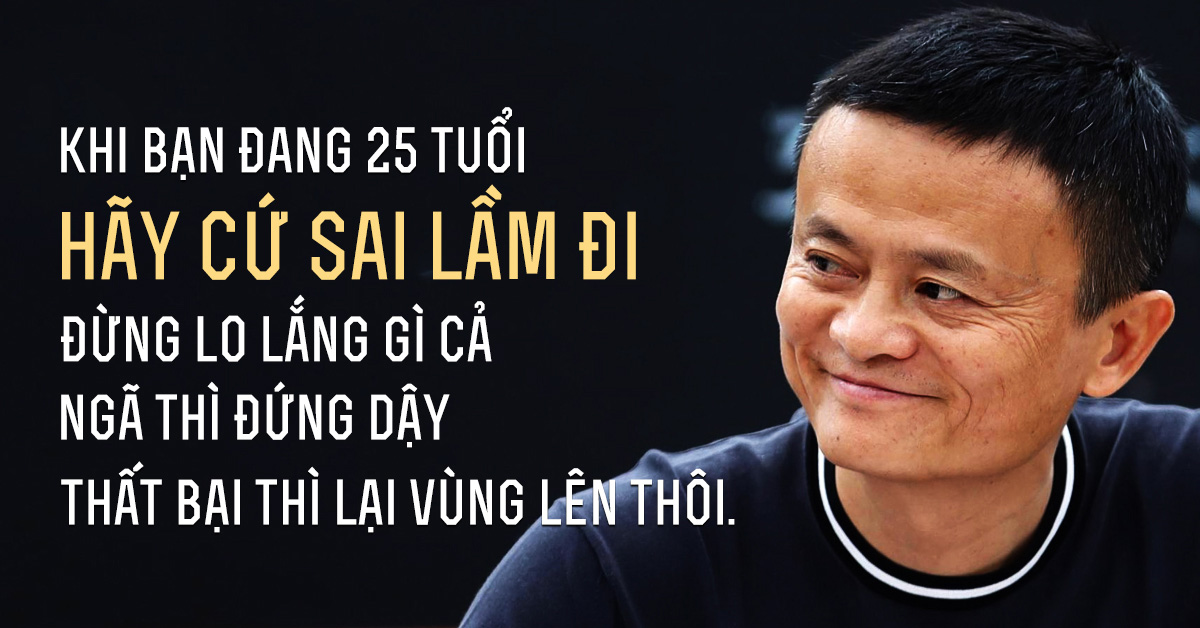 KHI BẠN ĐANG 25 TUỔI
HÃY CỨ SAI LẦM ĐI
ĐỪNG LO LẮNG GÌ CẢ
NGÃ THÌ ĐỨNG DẬY
THẤT BẠI THÌ LẠI VÙNG LÊN THÔI.